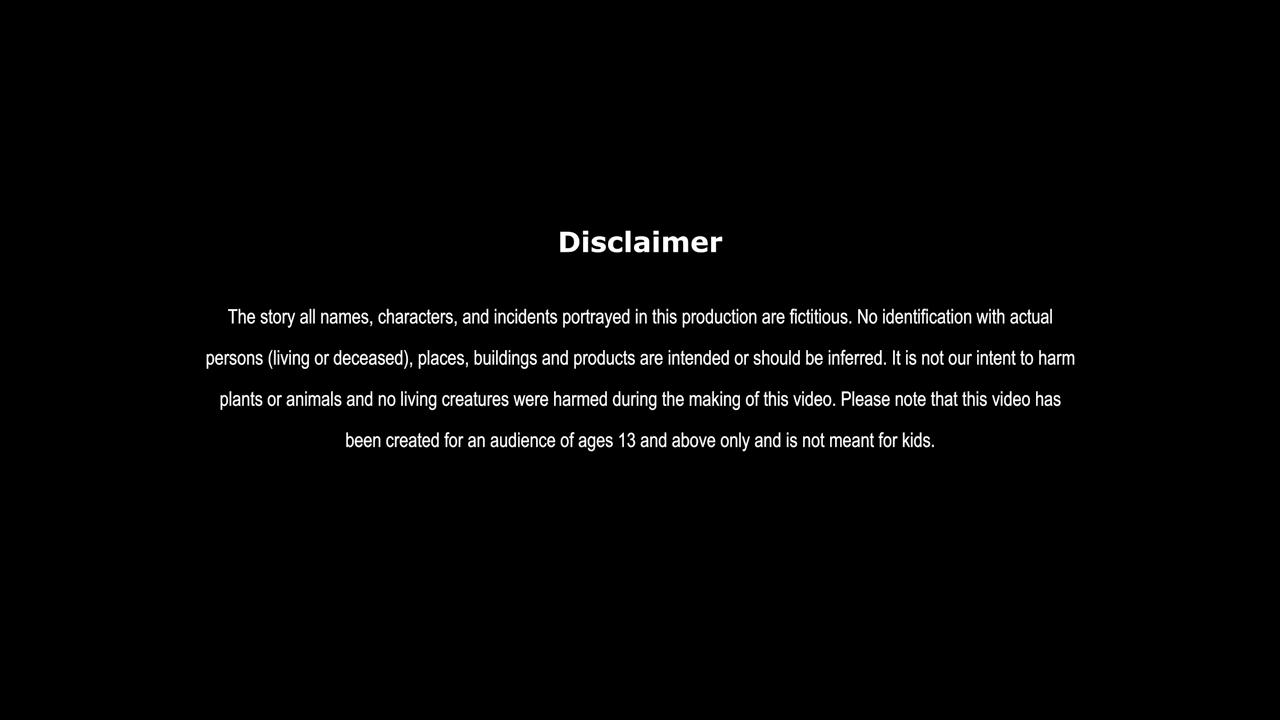 Disclaimer
The story all names, characters, and incidents portrayed in this production are fictitious. No identification with actual
persons (living or deceased), places, buildings and products are intended or should be inferred. It is not our intent to harm
plants or animals and no living creatures were harmed during the making of this video. Please note that this video has
been created for an audience of ages 13 and above only and is not meant for kids.